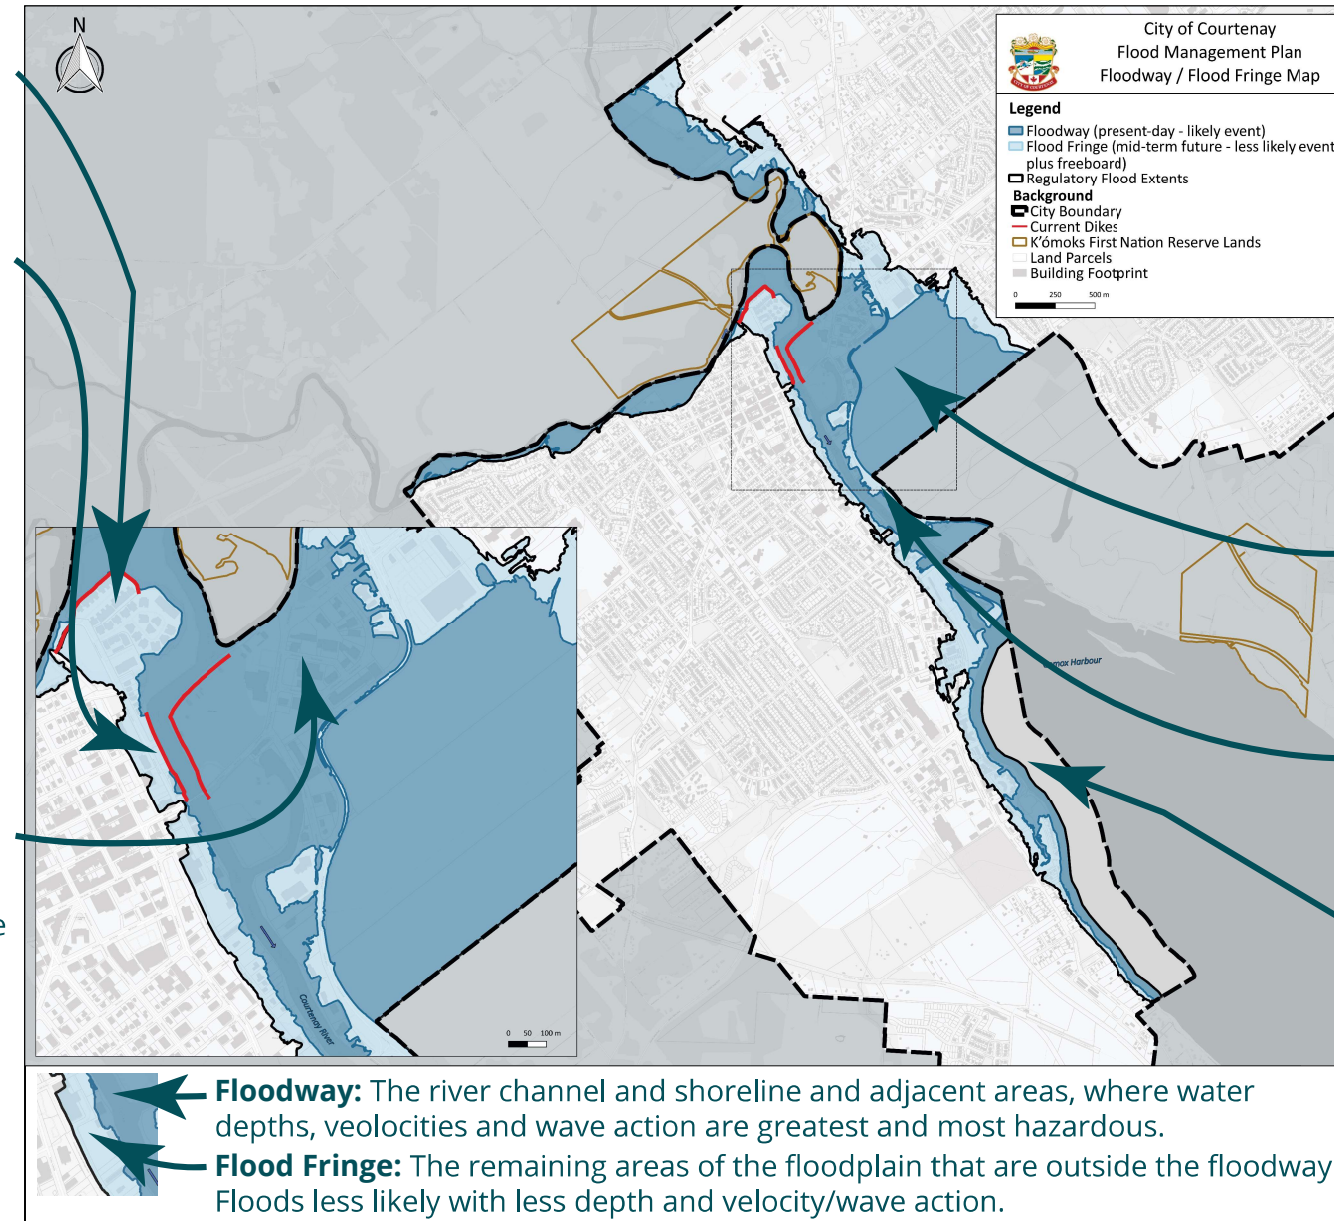 N
City of Courtenay
Flood Management Plan
Floodway / Flood Fringe Map
CITY OF COURTENAY
Legend
Floodway (present-day - likely event)
Flood Fringe (mid-term future - less likely event
plus freeboard)
Regulatory Flood Extents
Background
City Boundary
Current Dikes
K'ómoks First Nation Reserve Lands
Land Parcels
Building Footprint
0 250 500 m
Harbour
Courtenay River
0 50 100 m
e
Floodway: The river channel and shoreline and adjacent areas, where water
depths, veolocities and wave action are greatest and most hazardous.
Flood Fringe: The remaining areas of the floodplain that are outside the floodway
Floods less likely with less depth and velocity/wave action.